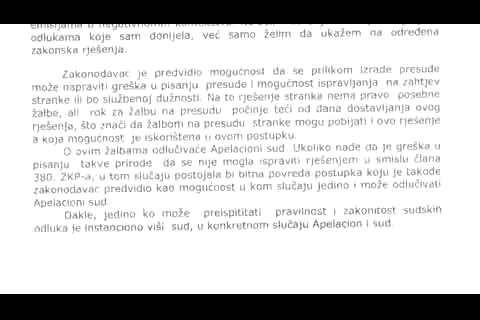 odlukama koje sam donijela, već samo želim da ukažem na određena
zakonska rješenja.
Zakonodavac je predvidio mogućnost da se prilikom izrade presude
može napraviti greška u pisanju presude i mogućnost ispravljanja na zahtjev
stranke ili po službenoj dužnosti. Na to rješenje stranka nema pravo posebne
žalbe, ali rok za žalbu na presudu počinje teći od dana dostavljanja ovog
rješenja, što znači da žalbom na presudu stranke mogu pobijati i ovo rješenje
a koja mogućnost je iskorištena u ovom postupku.
O ovim žalbama odlučivaće Apelacioni sud. Ukoliko nađe da je greška u
pisanju takve prirode da se nije mogla ispraviti rješenjem u smislu člana
380. ZKP-a, u tom slučaju postojala bi bitna povreda postupka koju je takođe
zakonodavac predvidio kao mogućnost u kom slučaju jedino i može odlučivati
Apelacioni sud.
Dakle, jedino ko može preispitati pravilnost i zakonitost sudskih
odluka je instanciono viši sud, u konkretnom slučaju Apelacion i sud.